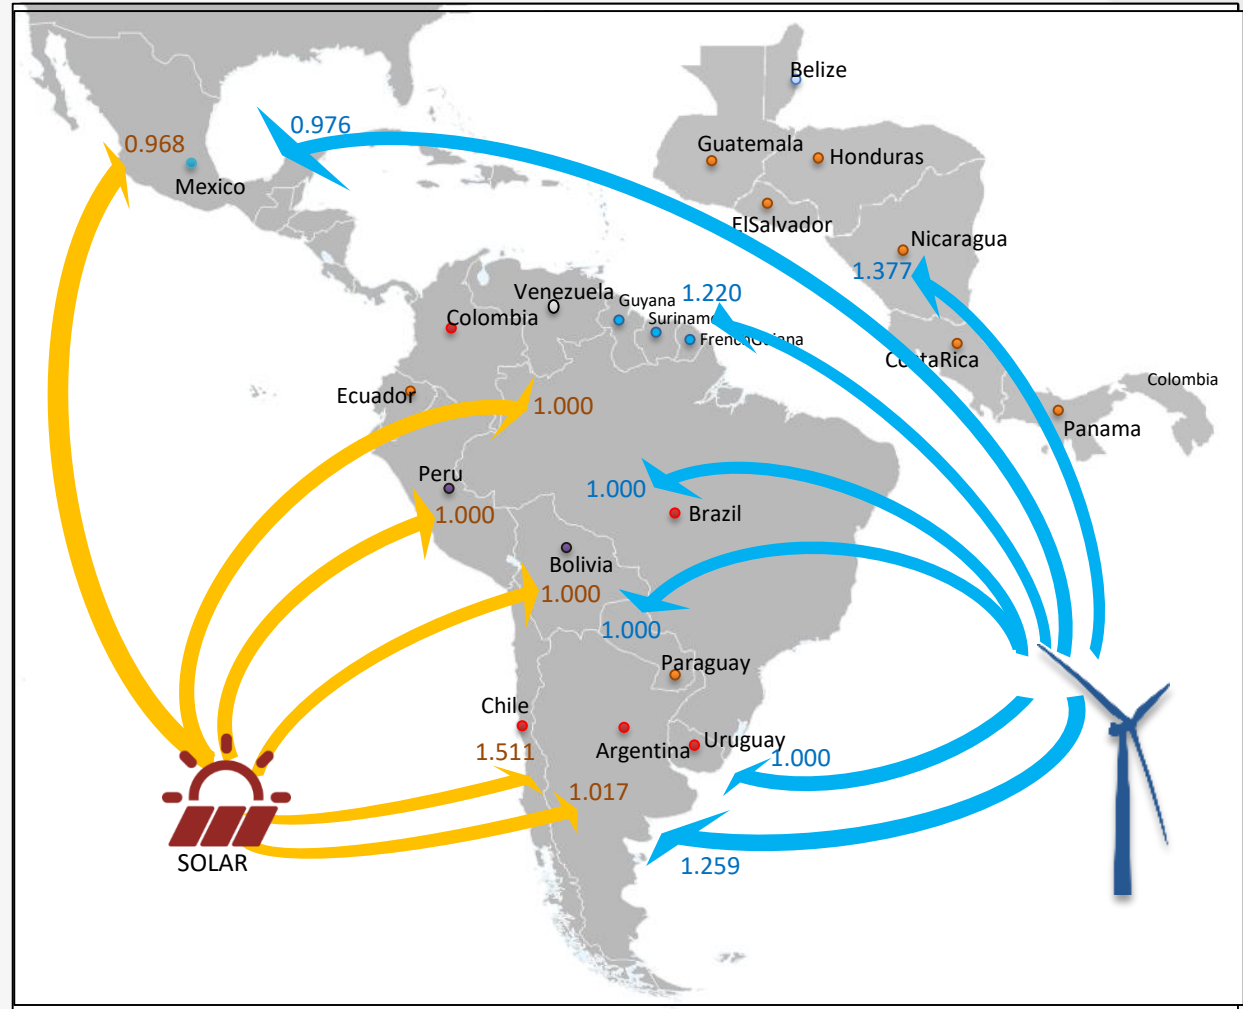 Belize
0.976
0.968
Guatemala
Honduras
Mexico
ElSalvador
Nicaragua
1.377
Venezuela
Guyana
1.220
Colombia
Suriname
FrenchGuiana
CostaRica
Colombia
Ecuador
1.000
Panama
Peru
1.000
1.000
Brazil
Bolivia
1.000
1.000
Paraguay
Chile
1.511
Argentina
Uruguay
1.000
1.017
SOLAR
1.259